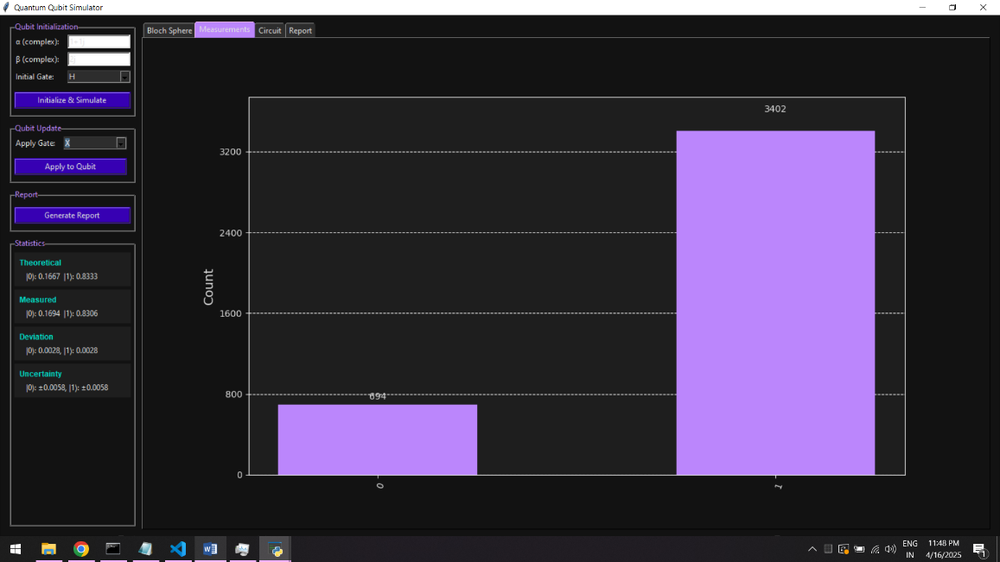 Quantum Qubit Simulator
Qubit Initialization
α (complex):
β (complex):
Initial Gate: H
Initialize & Simulate
Qubit Update
Apply Gate: X
Apply to Qubit
Report
Generate Report
Statistics
Theoretical
|0⟩: 0.1667 |1⟩: 0.8333
Measured
|0⟩: 0.1694 |1⟩: 0.8306
Deviation
|0⟩: 0.0028, |1⟩: 0.0028
Uncertainty
|0⟩: ±0.0058, |1⟩: ±0.0058
Bloch Sphere Measurements Circuit Report
3402
3200
2400
Count
1600
800
694
0
0 1
ENG
IN
11:48 PM
4/16/2025
1